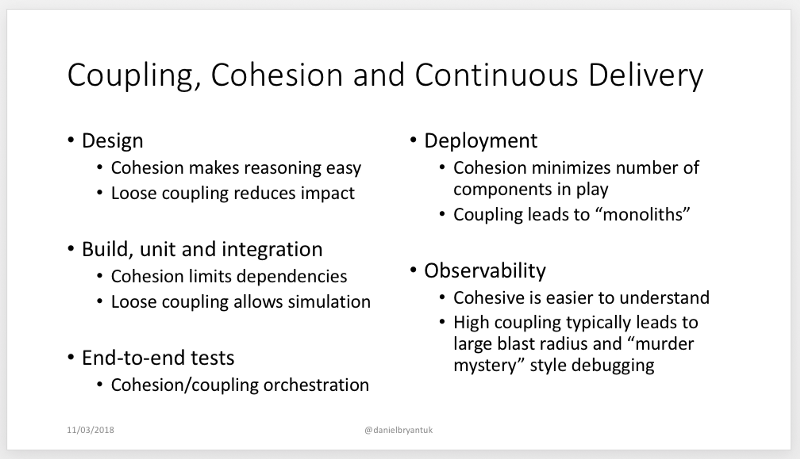 Coupling, Cohesion and Continuous Delivery
• Design
• Cohesion makes reasoning easy
• Loose coupling reduces impact
• Build, unit and integration
• Cohesion limits dependencies
• Loose coupling allows simulation
• End-to-end tests
• Cohesion/coupling orchestration
• Deployment
• Cohesion minimizes number of
components in play
• Coupling leads to “monoliths”
• Observability
• Cohesive is easier to understand
• High coupling typically leads to
large blast radius and “murder
mystery” style debugging
11/03/2018
@danielbryantuk